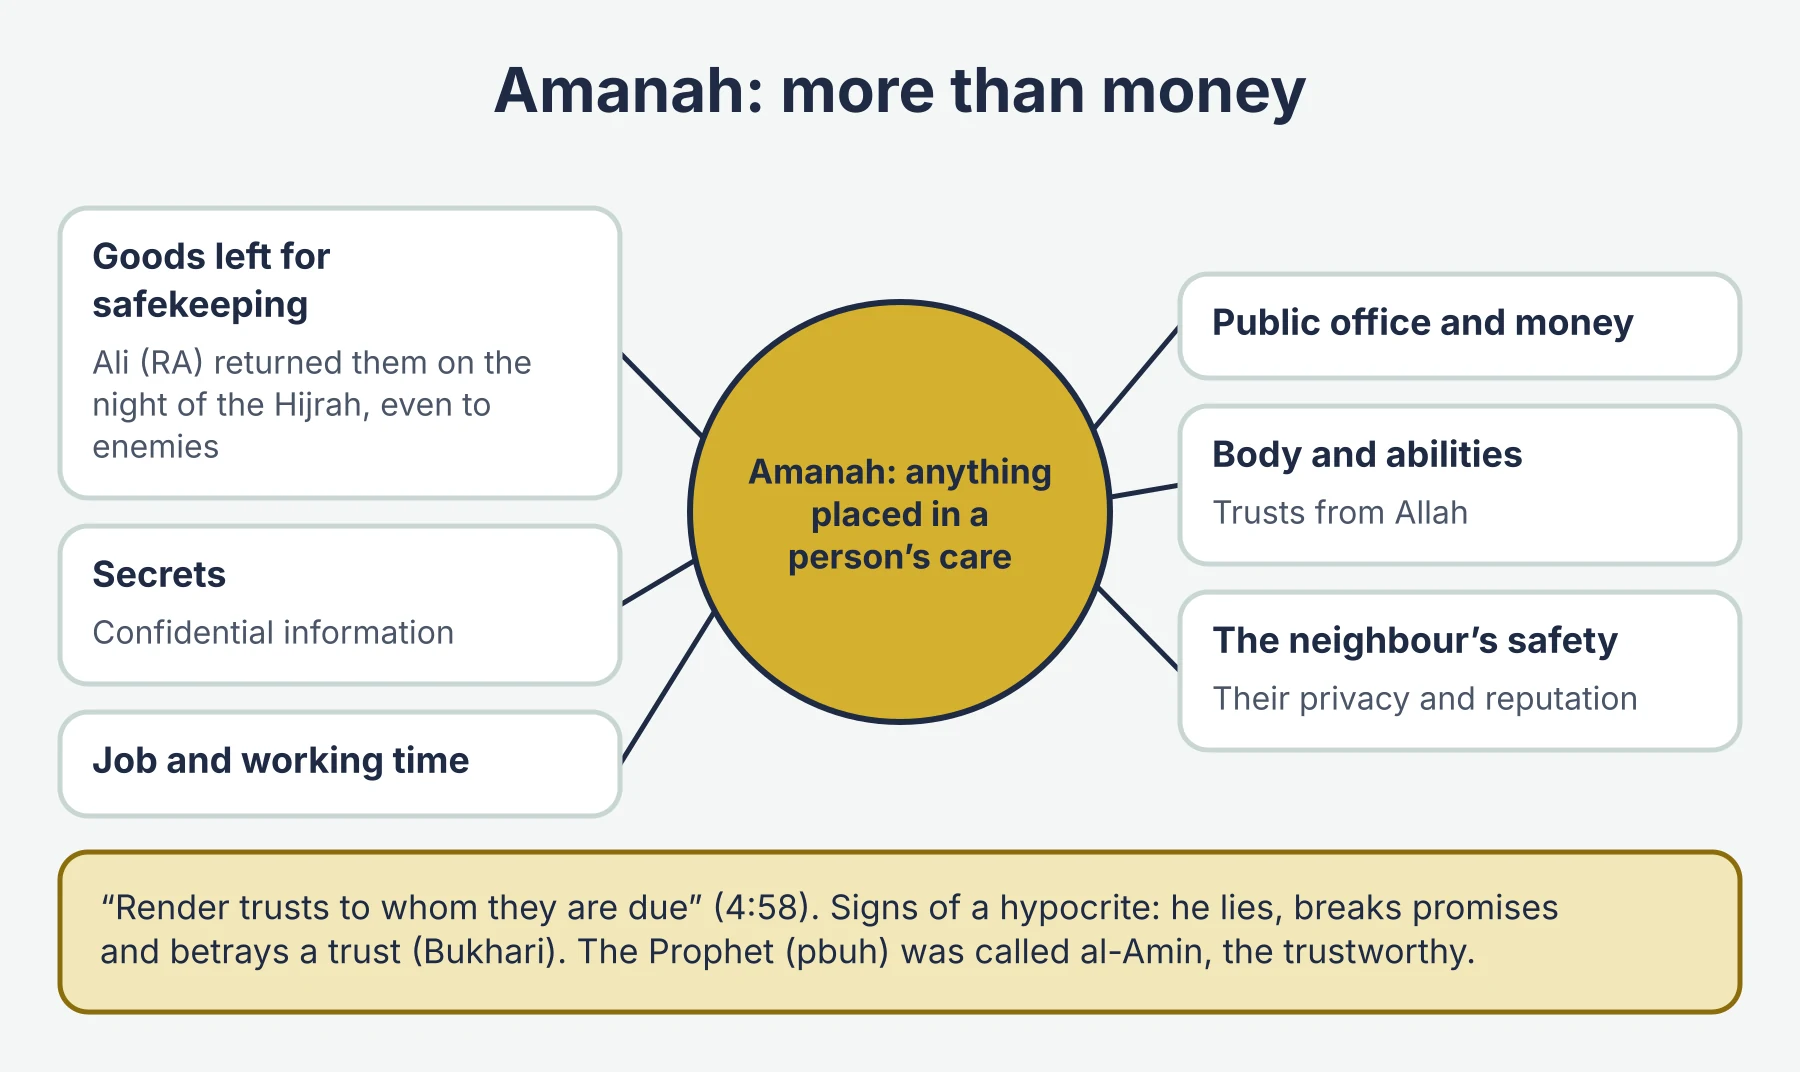 Amanah: more than money
Goods left for
safekeeping
Ali (RA) returned them on the
night of the Hijrah, even to
enemies
Secrets
Confidential information
Job and working time
Amanah: anything
placed in a
person’s care
Public office and money
Body and abilities
Trusts from Allah
The neighbour’s safety
Their privacy and reputation
“Render trusts to whom they are due” (4:58). Signs of a hypocrite: he lies, breaks promises
and betrays a trust (Bukhari). The Prophet (pbuh) was called al-Amin, the trustworthy.